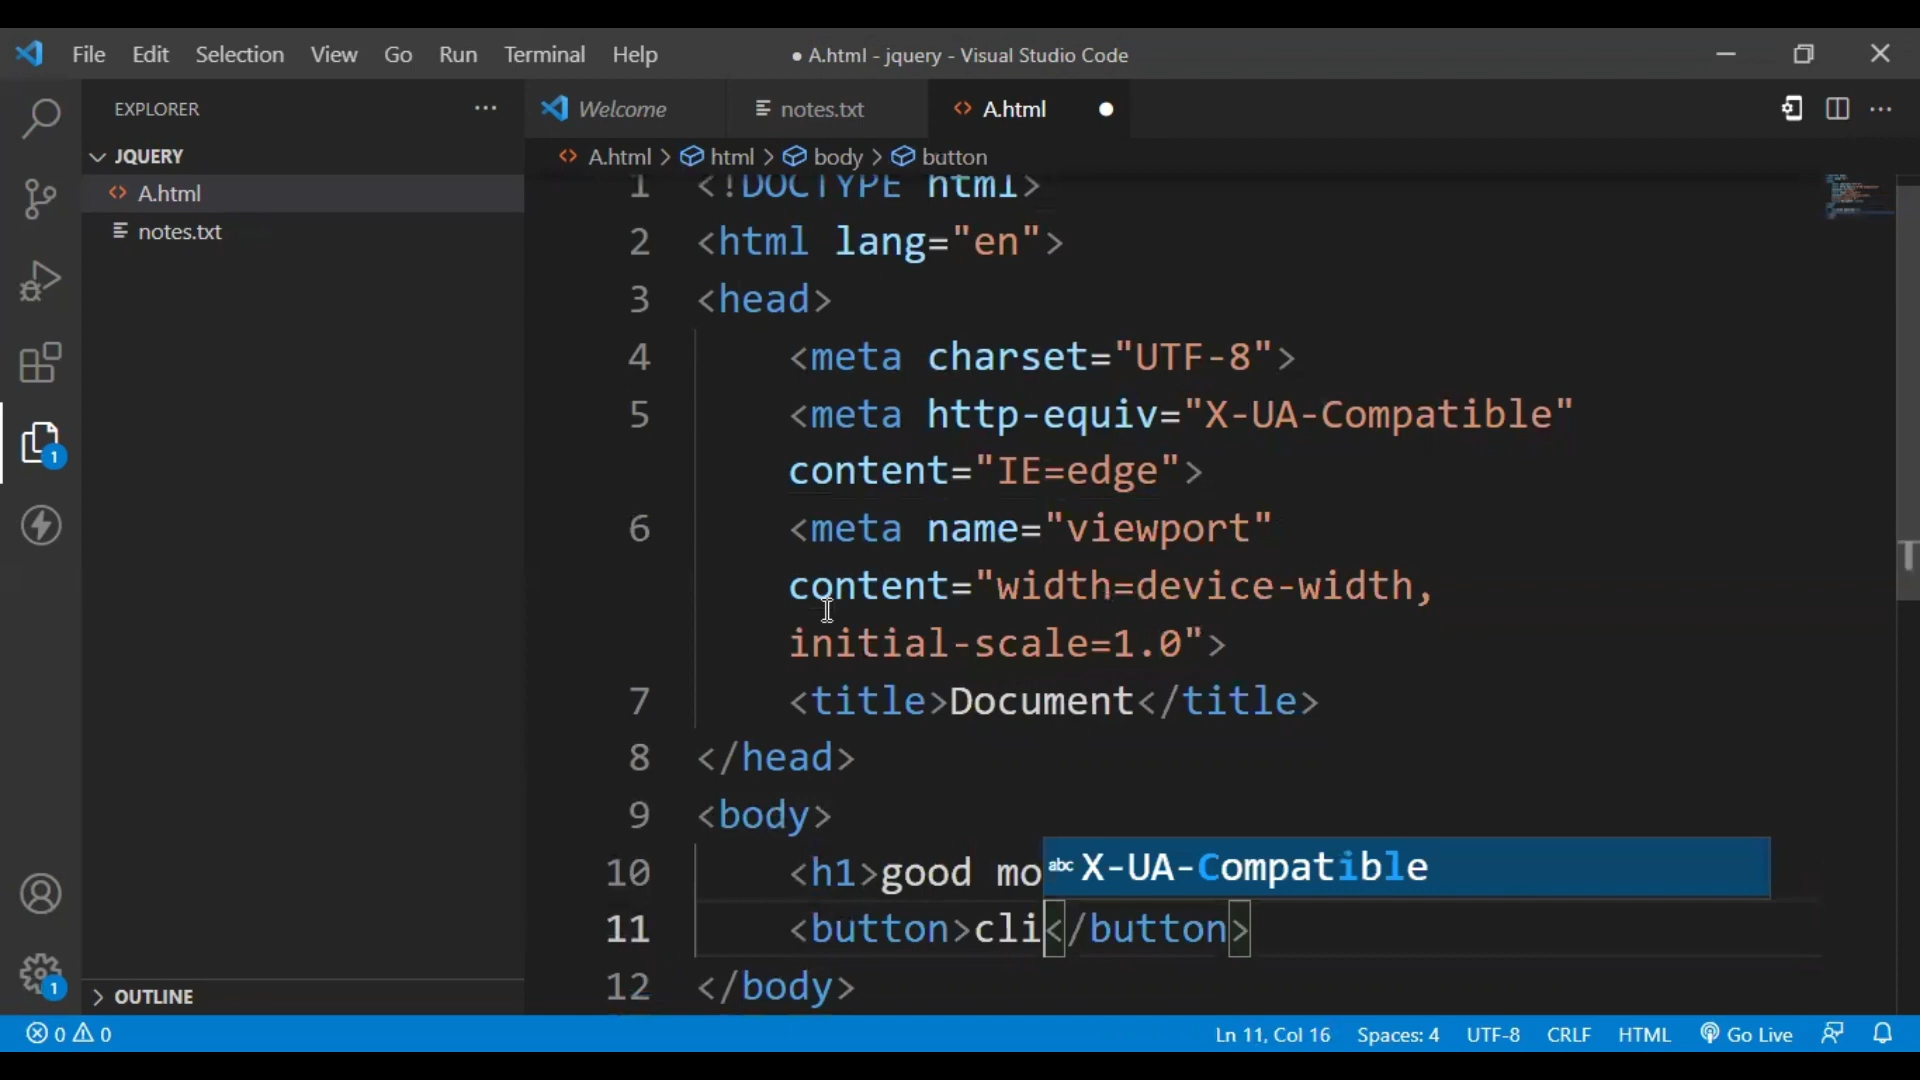 File Edit Selection View Go Run Terminal Help ● A.html - jquery - Visual Studio Code
EXPLORER ...
Welcome notes.txt A.html
JQUERY
A.html > html > body > button
A.html
notes.txt
1 <!DOCTYPE html>
2 <html lang="en">
3 <head>
4 <meta charset="UTF-8">
5 <meta http-equiv="X-UA-Compatible"
content="IE=edge">
6 <meta name="viewport"
content="width=device-width,
initial-scale=1.0">
7 <title>Document</title>
8 </head>
9 <body>
10 <h1>good mo
abc X-UA-Compatible
11 <button>cli</button>
12 </body>
1
1
OUTLINE
0 0 Ln 11, Col 16 Spaces: 4 UTF-8 CRLF HTML Go Live